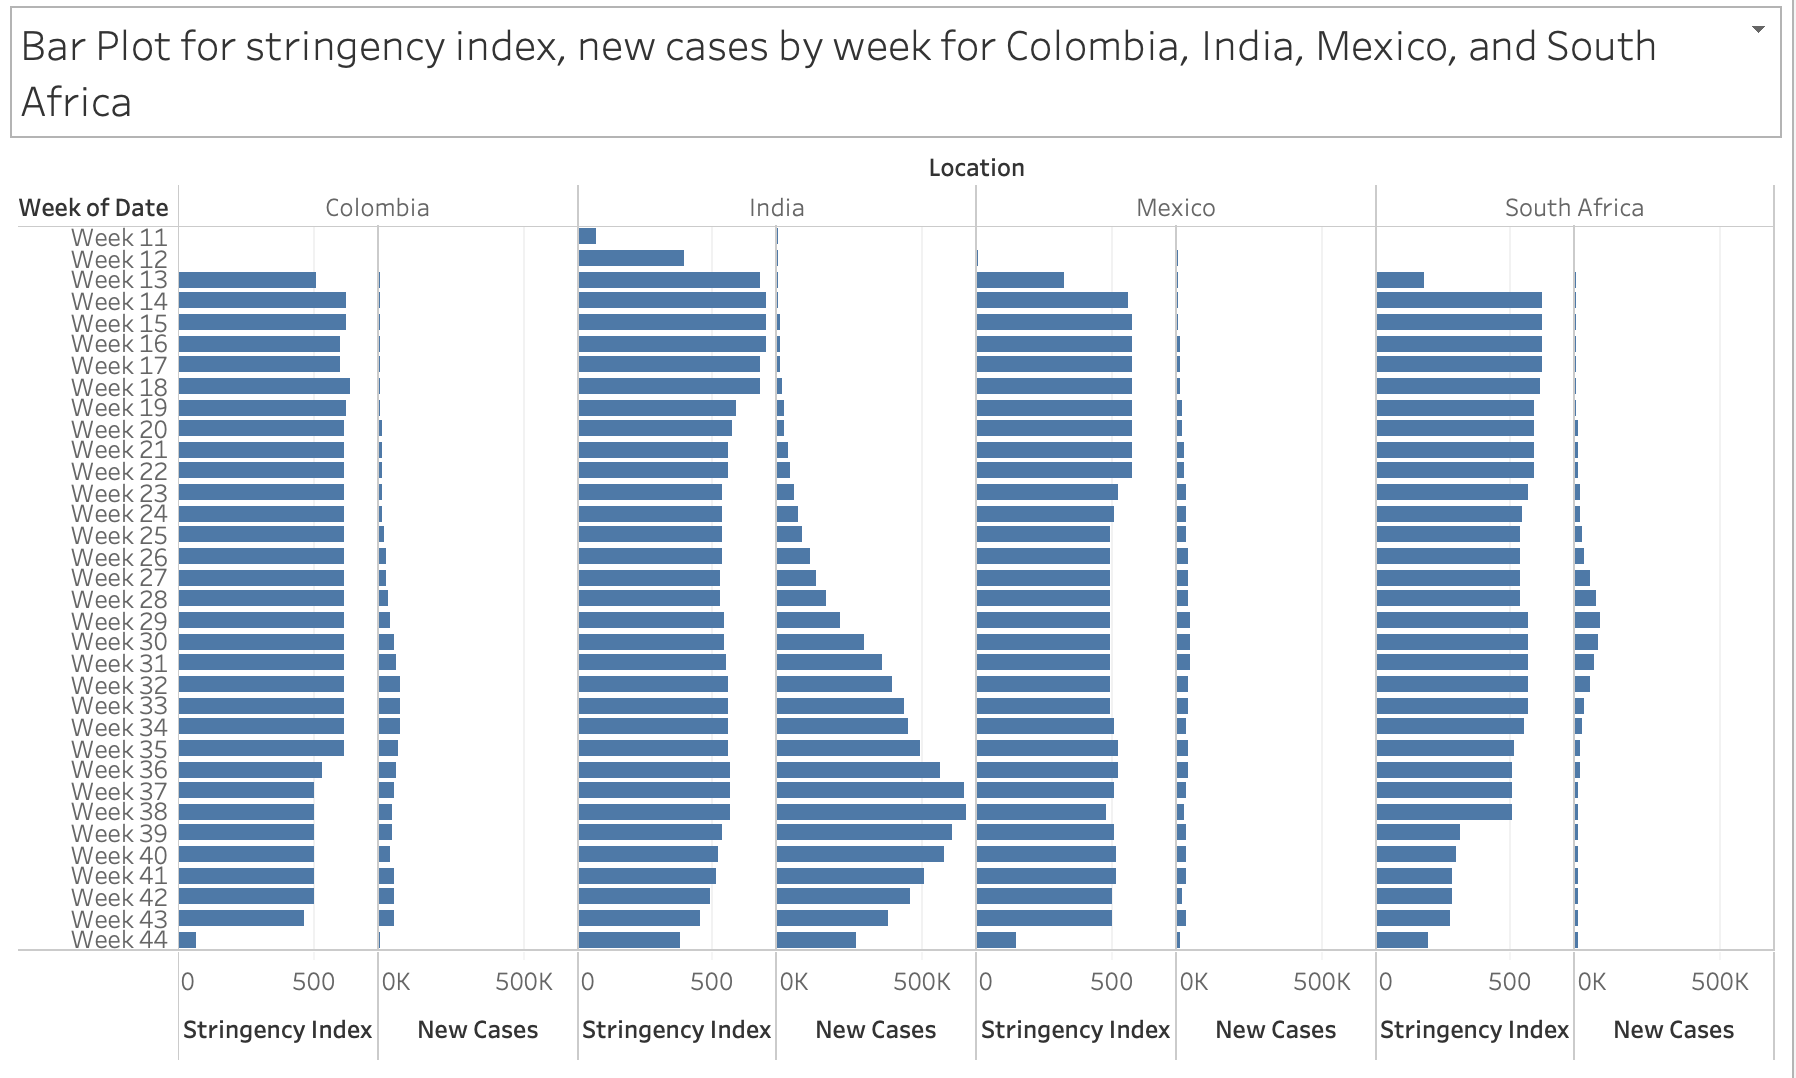 Bar Plot for stringency index, new cases by week for Colombia, India, Mexico, and South
Africa
Location
Week of Date Colombia India Mexico South Africa
Week 11
Week 12
Week 13
Week 14
Week 15
Week 16
Week 17
Week 18
Week 19
Week 20
Week 21
Week 22
Week 23
Week 24
Week 25
Week 26
Week 27
Week 28
Week 29
Week 30
Week 31
Week 32
Week 33
Week 34
Week 35
Week 36
Week 37
Week 38
Week 39
Week 40
Week 41
Week 42
Week 43
Week 44
0 500 0K 500K 0 500 0K 500K 0 500 0K 500K 0 500 0K 500K
Stringency Index New Cases Stringency Index New Cases Stringency Index New Cases Stringency Index New Cases